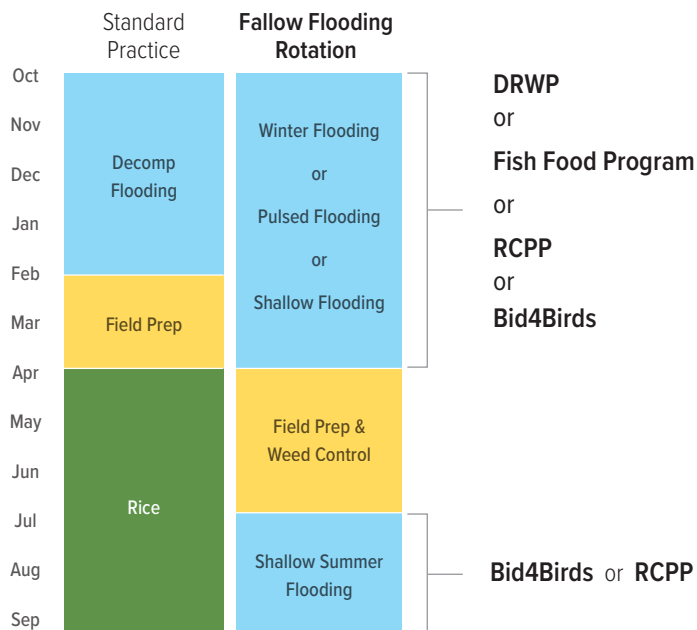 Standard
Practice
Fallow Flooding
Rotation
Oct
Nov
Dec
Jan
Feb
Mar
Apr
May
Jun
Jul
Aug
Sep
Decomp
Flooding
Field Prep
Rice
Winter Flooding
or
Pulsed Flooding
or
Shallow Flooding
Field Prep &
Weed Control
Shallow Summer
Flooding
DRWP
or
Fish Food Program
or
RCPP
or
Bid4Birds
Bid4Birds or RCPP